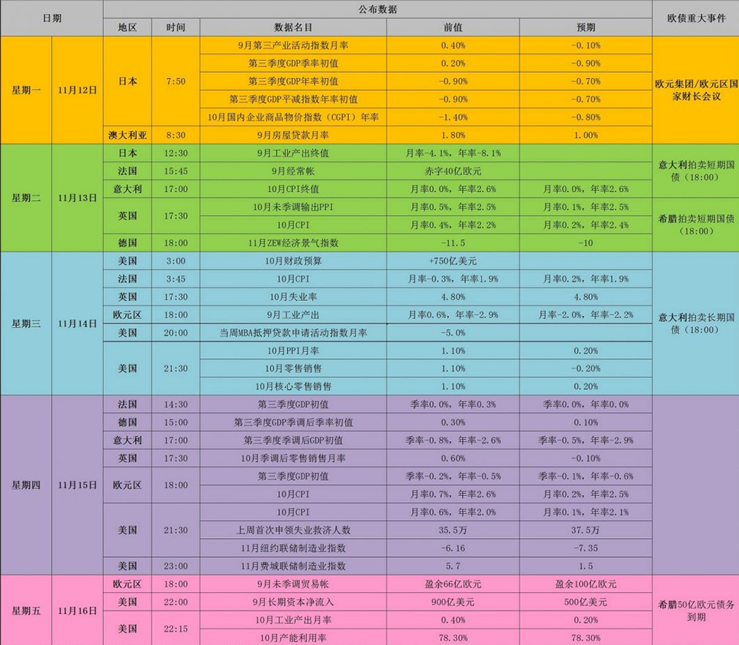 日期 公布数据 欧债重大事件
地区 时间 数据名目 前值 预期
星期一 11月12日 日本 7:50 9月第三产业活动指数月率 0.40% -0.10% 欧元集团/欧元区国
家财长会议
第三季度GDP季率初值 0.20% -0.90%
第三季度GDP年率初值 -0.90% -0.70%
第三季度GDP平减指数年率初值 -0.90% -0.70%
10月国内企业商品物价指数（CGPI）年率 -1.40% -0.80%
澳大利亚 8:30 9月房屋贷款月率 1.80% 1.00%
星期二 11月13日 日本 12:30 9月工业产出终值 月率-4.1%，年率-8.1%
意大利拍卖短期国
债（18:00）
法国 15:45 9月经常帐 赤字40亿欧元
意大利 17:00 10月CPI终值 月率0.0%，年率2.6% 月率0.0%，年率2.6%
英国 17:30 10月未季调输出PPI 月率0.5%，年率2.5% 月率0.1%，年率2.5%
希腊拍卖短期国债
（18:00）
10月CPI 月率0.4%，年率2.2% 月率0.2%，年率2.4%
德国 18:00 11月ZEW经济景气指数 -11.5 -10
星期三 11月14日 美国 3:00 10月财政预算 +750亿美元
法国 3:45 10月CPI 月率-0.3%，年率1.9% 月率0.2%，年率1.9%
英国 17:30 10月失业率 4.80% 4.80%
欧元区 18:00 9月工业产出 月率0.6%，年率-2.9% 月率-2.0%，年率-2.2%
意大利拍卖长期国
债（18:00）
美国 20:00 当周MBA抵押贷款申请活动指数月率 -5.0%
美国 21:30 10月PPI月率 1.10% 0.20%
10月零售销售 1.10% -0.20%
10月核心零售销售 1.10% 0.20%
星期四 11月15日 法国 14:30 第三季度GDP初值 季率0.0%，年率0.3% 季率0.0%，年率0.0%
德国 15:00 第三季度GDP季调后季率初值 0.30% 0.10%
意大利 17:00 第三季度季调后GDP初值 季率-0.8%，年率-2.6% 季率-0.5%，年率-2.9%
英国 17:30 10月季调后零售销售月率 0.60% -0.10%
欧元区 18:00 第三季度GDP初值 季率-0.2%，年率-0.5% 季率-0.1%，年率-0.6%
10月CPI 月率0.7%，年率2.6% 月率0.2%，年率2.5%
美国 21:30 10月CPI 月率0.6%，年率2.0% 月率0.1%，年率2.1%
上周首次申领失业救济人数 35.5万 37.5万
11月纽约联储制造业指数 -6.16 -7.35
美国 23:00 11月费城联储制造业指数 5.7 1.5
星期五 11月16日 欧元区 18:00 9月未季调贸易帐 盈余66亿欧元 盈余100亿欧元
希腊50亿欧元债务
到期
美国 22:00 9月长期资本净流入 900亿美元 500亿美元
美国 22:15 10月工业产出月率 0.40% 0.20%
10月产能利用率 78.30% 78.30%